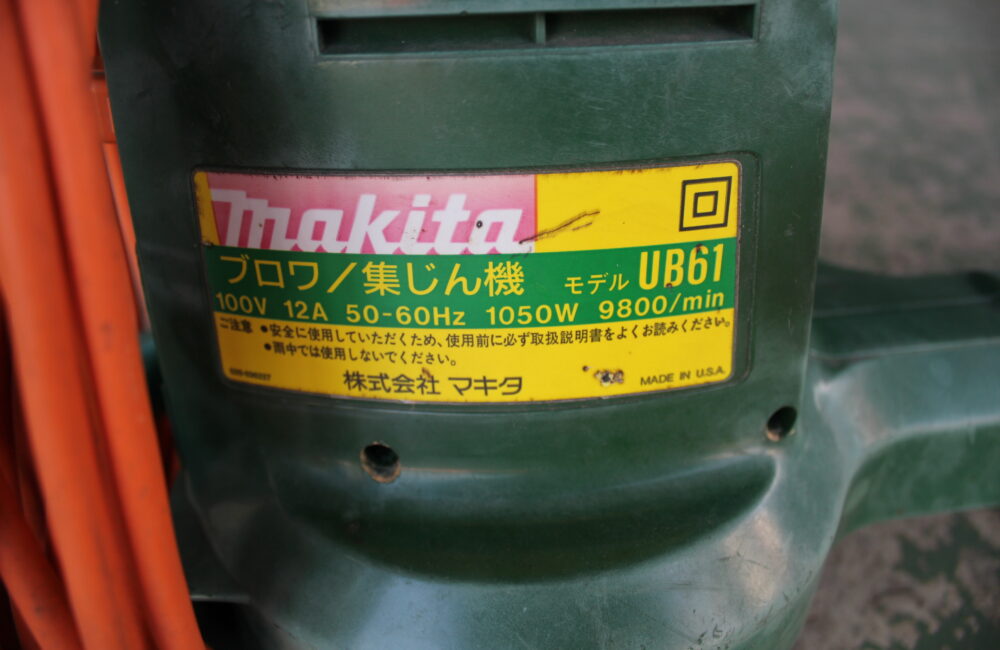 makita
ブロワ/集じん機 モデル UB61
100V 12A 50-60Hz 1050W 9800/min
ご注意 ●安全に使用していただくため、使用前に必ず取扱説明書をよくお読みください。
●雨中では使用しないでください。
株式会社 マキタ MADE IN U.S.A.